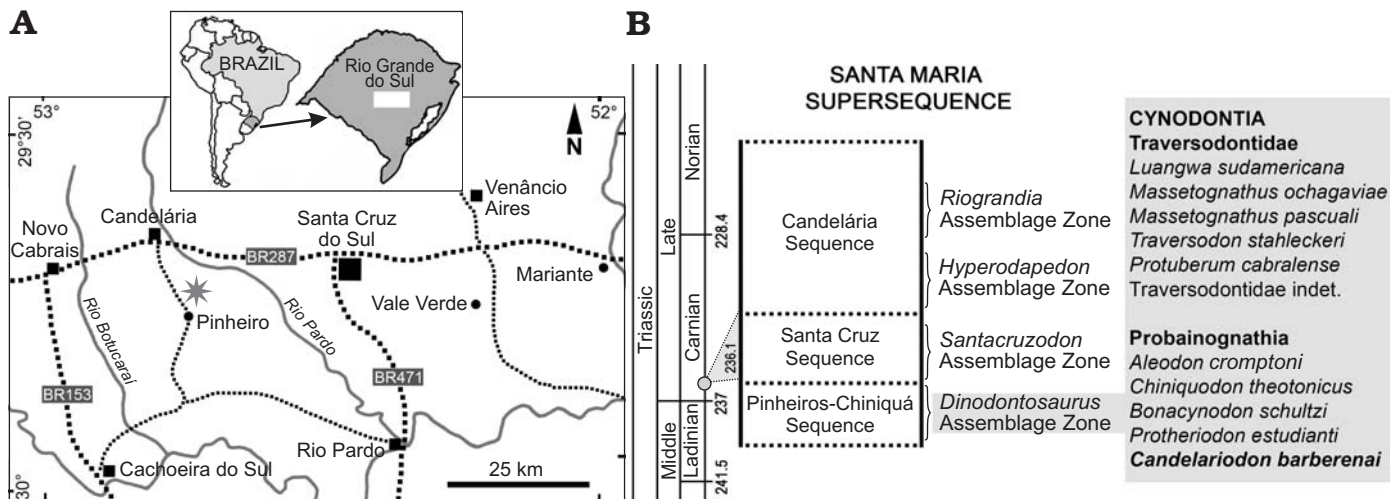 A
BRAZIL
Rio Grande
do Sul
53°
52°
29°30'
30°
N
Novo
Cabrais
Candelária
Santa Cruz
do Sul
Venâncio
Aires
BR287
Mariante
Vale Verde
Pinheiro
Rio Botucaraí
Rio Pardo
BR153
BR471
Rio Pardo
Cachoeira do Sul
25 km
B
SANTA MARIA
SUPERSEQUENCE
Triassic
Late
Middle
Norian
Carnian
Ladinian
228.4
236.1
237
241.5
Candelária
Sequence
Santa Cruz
Sequence
Pinheiros-Chiniquá
Sequence
Riograndia
Assemblage Zone
Hyperodapedon
Assemblage Zone
Santacruzodon
Assemblage Zone
Dinodontosaurus
Assemblage Zone
CYNODONTIA
Traversodontidae
Luangwa sudamericana
Massetognathus ochagaviae
Massetognathus pascuali
Traversodon stahleckeri
Protuberum cabralense
Traversodontidae indet.
Probainognathia
Aleodon cromptoni
Chiniquodon theotonicus
Bonacynodon schultzi
Protheriodon estudianti
Candelariodon barberenai